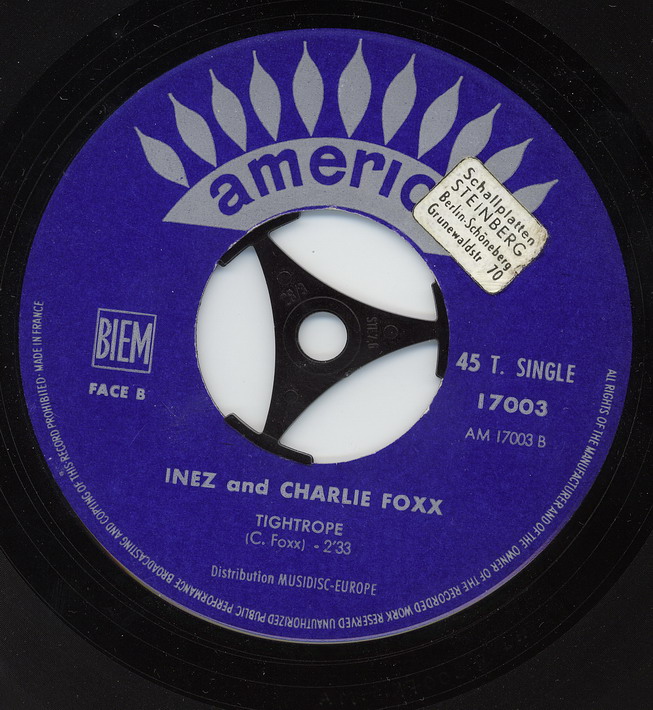 americ
Schallplatten
STEINBERG
Berlin-Schöneberg
Grunewaldstr 70
BIEM
FACE B
45 T. SINGLE
17003
AM 17003 B
INEZ and CHARLIE FOXX
TIGHTROPE
(C. Foxx) - 2'33
Distribution MUSIDISC-EUROPE
ALL RIGHTS OF THE MANUFACTURER AND OF THE OWNER OF THE RECORDED WORK RESERVED UNAUTHORIZED PUBLIC PERFORMANCE BROADCASTING AND COPYING OF THIS RECORD PROHIBITED - MADE IN FRANCE